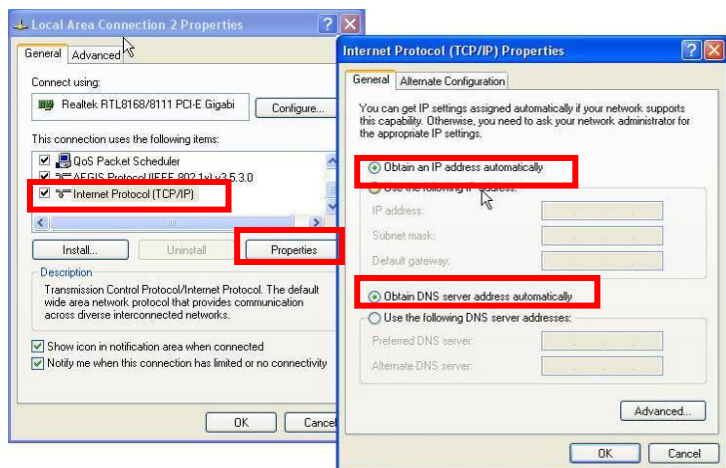 Local Area Connection 2 Properties
General Advanced
Connect using:
Realtek RTL8168/8111 PCI-E Gigabi
Configure...
This connection uses the following items:
QoS Packet Scheduler
AEGIS Protocol (IEEE 802.1x) v3.5.3.0
Internet Protocol (TCP/IP)
Install... Uninstall Properties
Description
Transmission Control Protocol/Internet Protocol. The default
wide area network protocol that provides communication
across diverse interconnected networks.
Show icon in notification area when connected
Notify me when this connection has limited or no connectivity
OK Cancel
Internet Protocol (TCP/IP) Properties
General Alternate Configuration
You can get IP settings assigned automatically if your network supports
this capability. Otherwise, you need to ask your network administrator for
the appropriate IP settings.
Obtain an IP address automatically
Use the following IP address:
IP address:
Subnet mask:
Default gateway:
Obtain DNS server address automatically
Use the following DNS server addresses:
Preferred DNS server:
Alternate DNS server:
Advanced...
OK Cancel